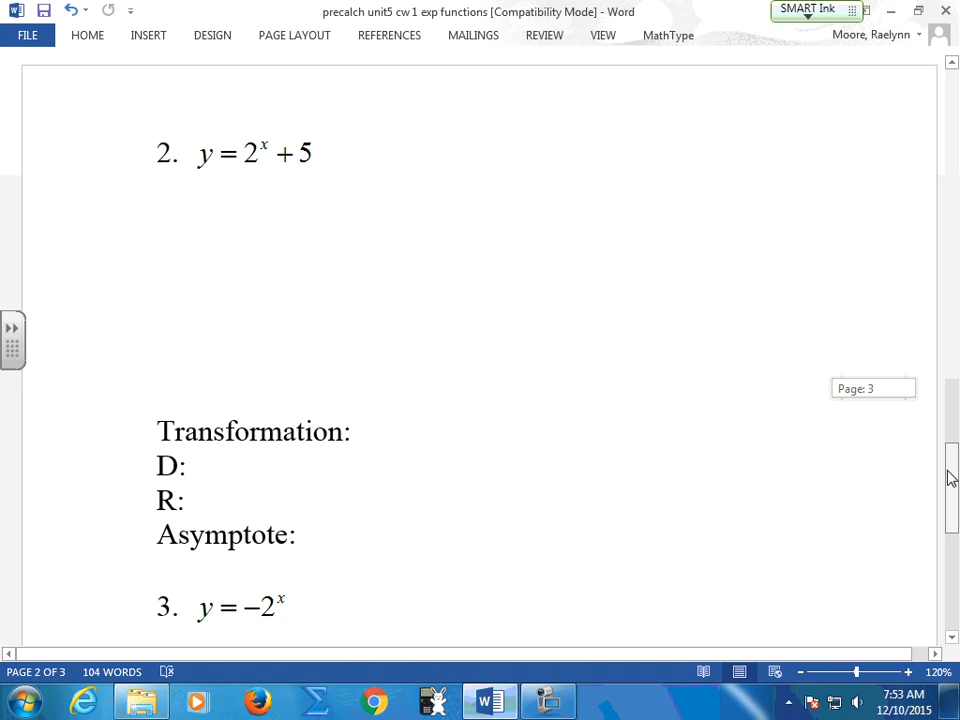 precalch unit5 cw 1 exp functions [Compatibility Mode] - Word
SMART Ink
FILE HOME INSERT DESIGN PAGE LAYOUT REFERENCES MAILINGS REVIEW VIEW MathType Moore, Raelynn
2. y = 2^x + 5
Page: 3
Transformation:
D:
R:
Asymptote:
3. y = −2^x
PAGE 2 OF 3 104 WORDS 120%
7:53 AM
12/10/2015